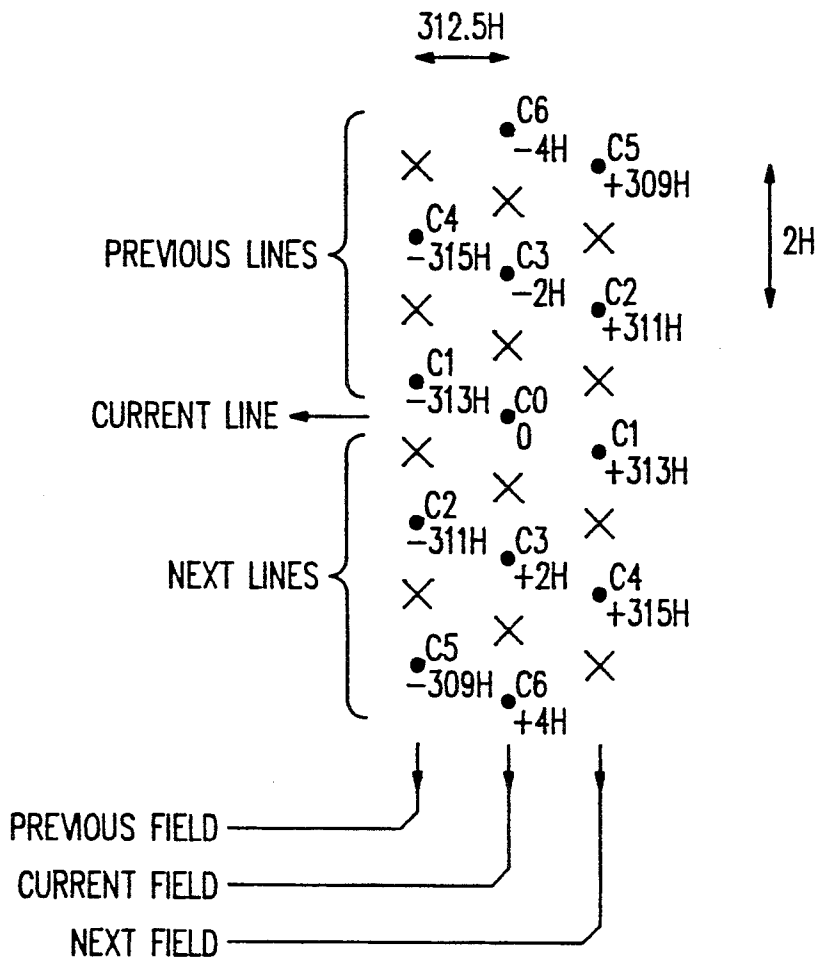 312.5H
C6
-4H
C5
+309H
C4
-315H
C3
-2H
2H
PREVIOUS LINES
C2
+311H
C1
-313H
CURRENT LINE
C0
0
C1
+313H
C2
-311H
C3
+2H
NEXT LINES
C4
+315H
C5
-309H
C6
+4H
PREVIOUS FIELD
CURRENT FIELD
NEXT FIELD